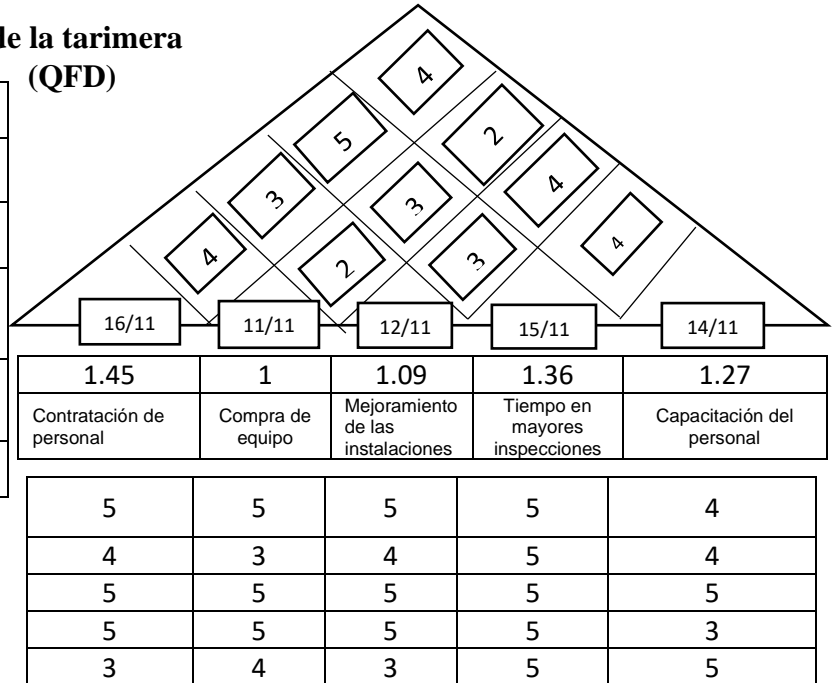 de la tarimera
(QFD)
4
5
2
3
3
4
4
2
3
4
16/11 11/11 12/11 15/11 14/11
1.45 1 1.09 1.36 1.27
Contratación de personal
Compra de equipo
Mejoramiento de las instalaciones
Tiempo en mayores inspecciones
Capacitación del personal
5 5 5 5 4
4 3 4 5 4
5 5 5 5 5
5 5 5 5 3
3 4 3 5 5